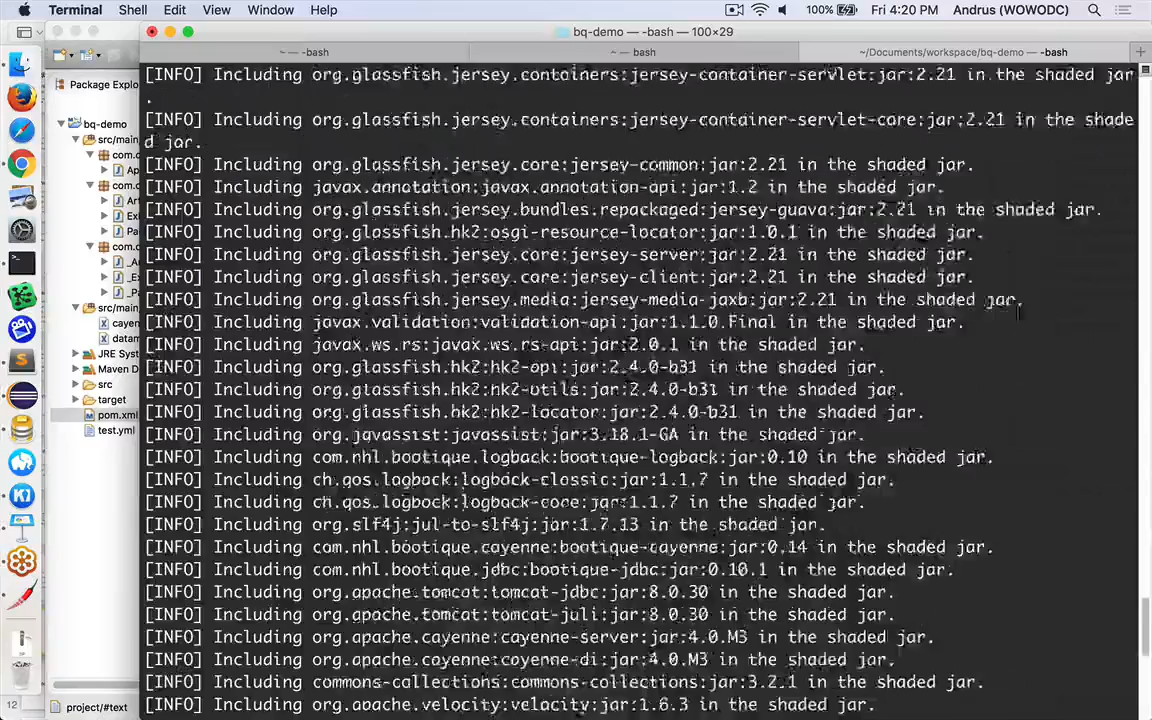 Terminal Shell Edit View Window Help 100% Fri 4:20 PM Andrus (WOWODC)
bq-demo — -bash — 100×29
~ — -bash ~ — -bash ~/Documents/workspace/bq-demo — -bash
Package Explo
bq-demo
src/main
com.c
Ap
com.c
Art
Exi
Pa
com.c
_A
_E
_P
src/main
cayen
datam
JRE Syst
Maven D
src
target
pom.xml
test.yml
12
project/#text
[INFO] Including org.glassfish.jersey.containers:jersey-container-servlet:jar:2.21 in the shaded jar
.
[INFO] Including org.glassfish.jersey.containers:jersey-container-servlet-core:jar:2.21 in the shade
d jar.
[INFO] Including org.glassfish.jersey.core:jersey-common:jar:2.21 in the shaded jar.
[INFO] Including javax.annotation:javax.annotation-api:jar:1.2 in the shaded jar.
[INFO] Including org.glassfish.jersey.bundles.repackaged:jersey-guava:jar:2.21 in the shaded jar.
[INFO] Including org.glassfish.hk2:osgi-resource-locator:jar:1.0.1 in the shaded jar.
[INFO] Including org.glassfish.jersey.core:jersey-server:jar:2.21 in the shaded jar.
[INFO] Including org.glassfish.jersey.core:jersey-client:jar:2.21 in the shaded jar.
[INFO] Including org.glassfish.jersey.media:jersey-media-jaxb:jar:2.21 in the shaded jar.
[INFO] Including javax.validation:validation-api:jar:1.1.0.Final in the shaded jar.
[INFO] Including javax.ws.rs:javax.ws.rs-api:jar:2.0.1 in the shaded jar.
[INFO] Including org.glassfish.hk2:hk2-api:jar:2.4.0-b31 in the shaded jar.
[INFO] Including org.glassfish.hk2:hk2-utils:jar:2.4.0-b31 in the shaded jar.
[INFO] Including org.glassfish.hk2:hk2-locator:jar:2.4.0-b31 in the shaded jar.
[INFO] Including org.javassist:javassist:jar:3.18.1-GA in the shaded jar.
[INFO] Including com.nhl.bootique.logback:bootique-logback:jar:0.10 in the shaded jar.
[INFO] Including ch.qos.logback:logback-classic:jar:1.1.7 in the shaded jar.
[INFO] Including ch.qos.logback:logback-core:jar:1.1.7 in the shaded jar.
[INFO] Including org.slf4j:jul-to-slf4j:jar:1.7.13 in the shaded jar.
[INFO] Including com.nhl.bootique.cayenne:bootique-cayenne:jar:0.14 in the shaded jar.
[INFO] Including com.nhl.bootique.jdbc:bootique-jdbc:jar:0.10.1 in the shaded jar.
[INFO] Including org.apache.tomcat:tomcat-jdbc:jar:8.0.30 in the shaded jar.
[INFO] Including org.apache.tomcat:tomcat-juli:jar:8.0.30 in the shaded jar.
[INFO] Including org.apache.cayenne:cayenne-server:jar:4.0.M3 in the shaded jar.
[INFO] Including org.apache.cayenne:cayenne-di:jar:4.0.M3 in the shaded jar.
[INFO] Including commons-collections:commons-collections:jar:3.2.1 in the shaded jar.
[INFO] Including org.apache.velocity:velocity:jar:1.6.3 in the shaded jar.